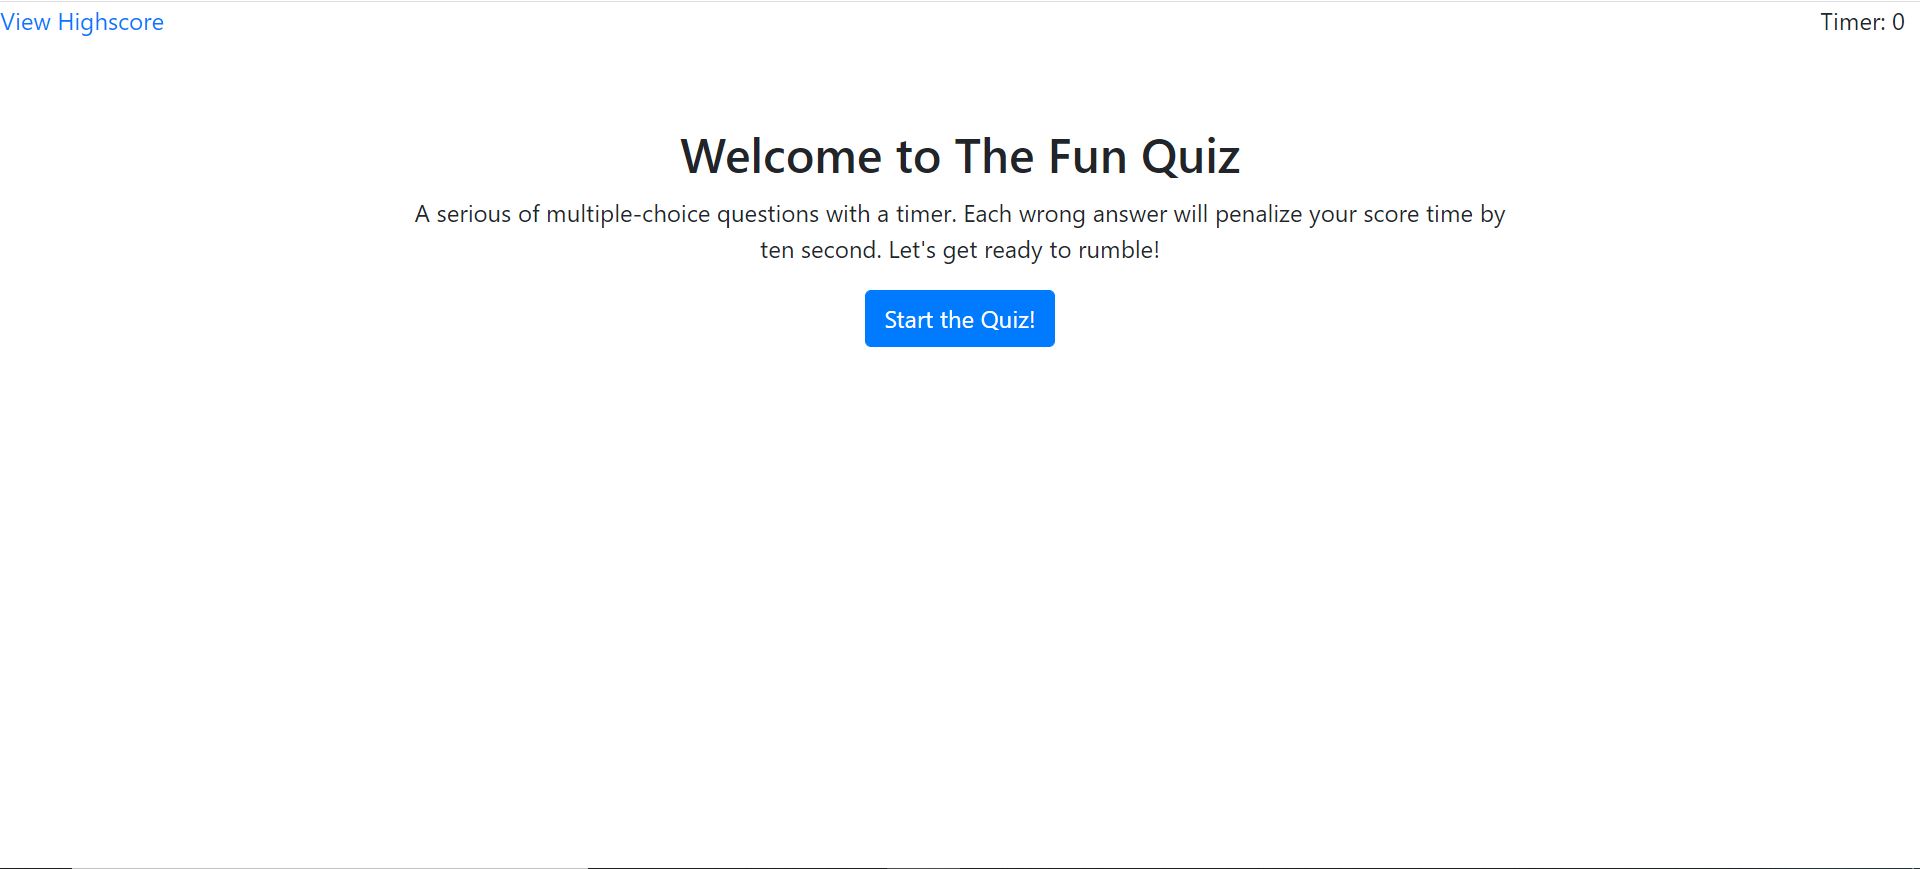 View Highscore
Timer: 0
Welcome to The Fun Quiz
A serious of multiple-choice questions with a timer. Each wrong answer will penalize your score time by
ten second. Let's get ready to rumble!
Start the Quiz!